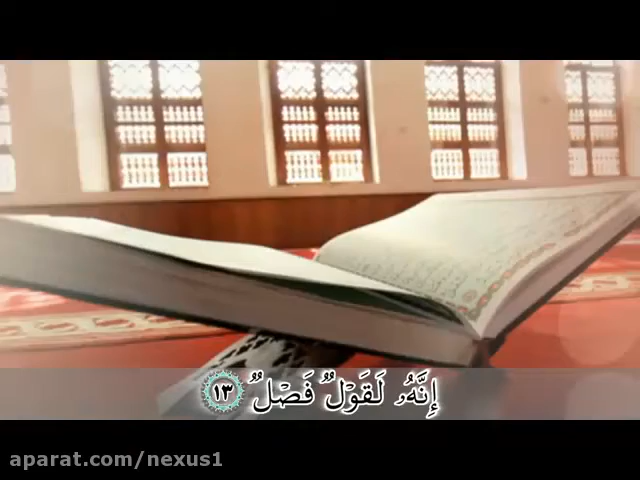 إِنَّهُۥ لَقَوْلٌ فَصْلٌ ١٣
aparat.com/nexus1